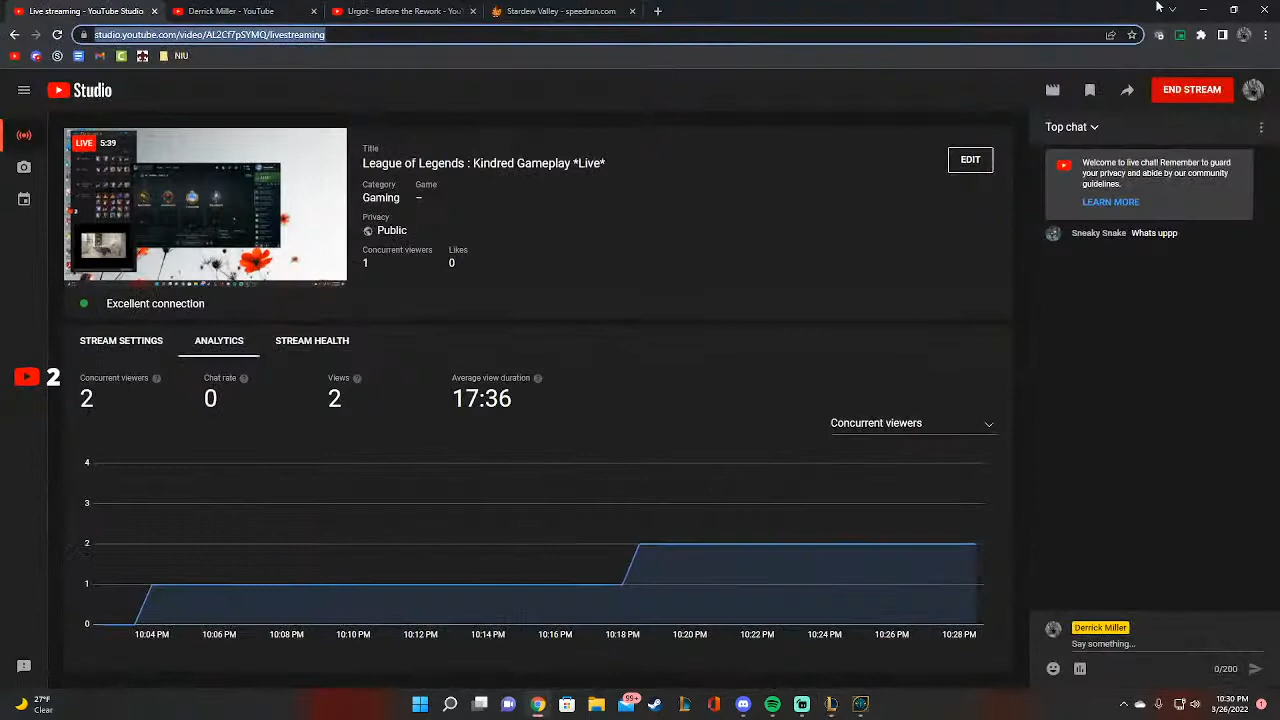 Live streaming - YouTube Studio
Derrick Miller - YouTube
Urgot - Before the Rework - You
Stardew Valley - speedrun.com
studio.youtube.com/video/AL2Cf7pSYMQ/livestreaming
NIU
Studio
END STREAM
LIVE 5:39
Title
League of Legends : Kindred Gameplay *Live*
EDIT
Category Game
Gaming –
Privacy
Public
Concurrent viewers Likes
1 0
Excellent connection
Top chat
Welcome to live chat! Remember to guard
your privacy and abide by our community
guidelines.
LEARN MORE
Sneaky Snake Whats uppp
STREAM SETTINGS ANALYTICS STREAM HEALTH
2
Concurrent viewers Chat rate Views Average view duration
2 0 2 17:36
Concurrent viewers
4
3
2
1
0
10:04 PM 10:06 PM 10:08 PM 10:10 PM 10:12 PM 10:14 PM 10:16 PM 10:18 PM 10:20 PM 10:22 PM 10:24 PM 10:26 PM 10:28 PM
Derrick Miller
Say something...
0/200
27°F
Clear
99+
10:30 PM
3/26/2022